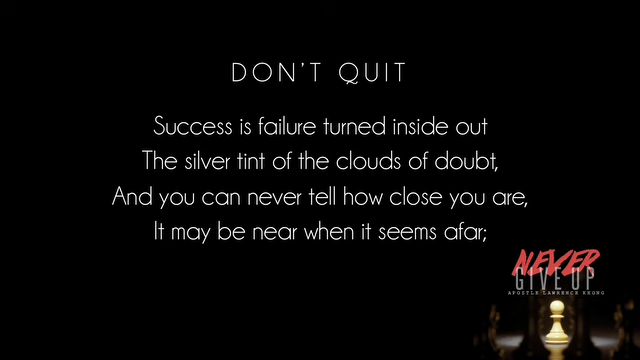 DON'T QUIT
Success is failure turned inside out
The silver tint of the clouds of doubt,
And you can never tell how close you are,
It may be near when it seems afar;
NEVER
GIVE UP
APOSTLE LAWRENCE KHONG